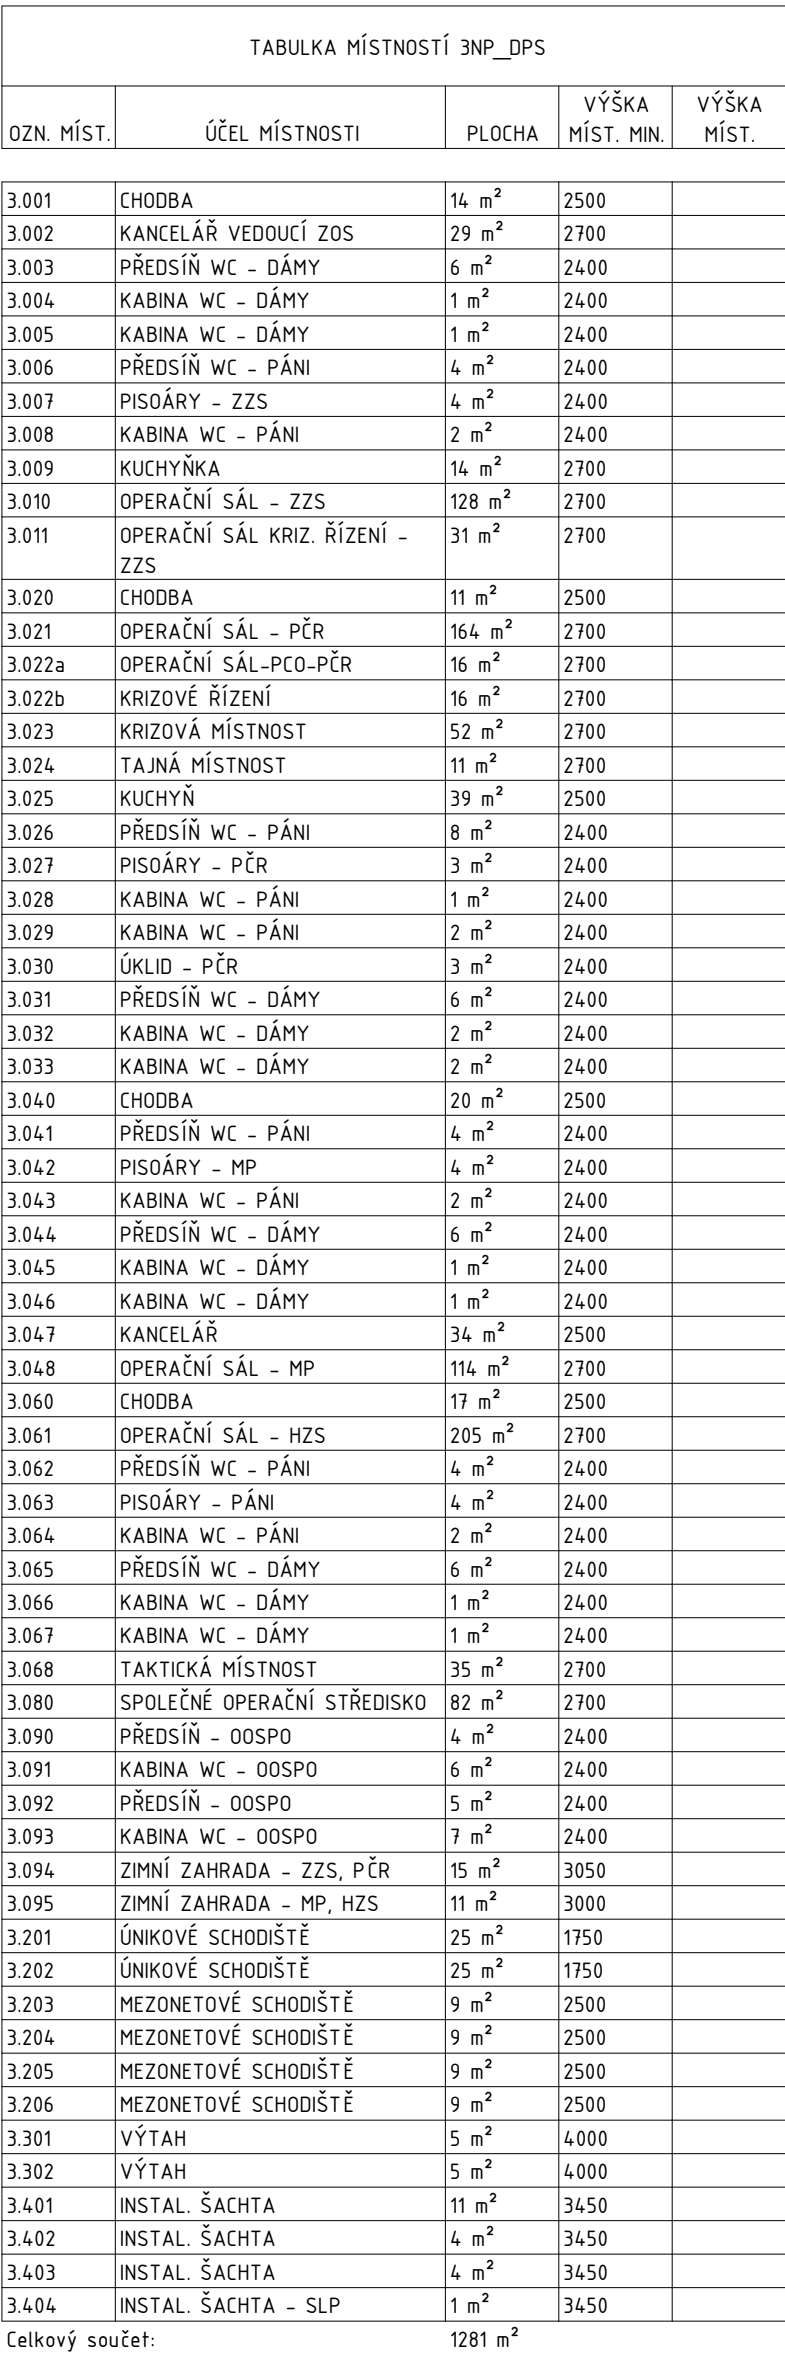 TABULKA MÍSTNOSTÍ 3NP_DPS
OZN. MÍST. ÚČEL MÍSTNOSTI PLOCHA VÝŠKA MÍST. MIN. VÝŠKA MÍST.
3.001 CHODBA 14 m² 2500
3.002 KANCELÁŘ VEDOUCÍ ZOS 29 m² 2700
3.003 PŘEDSÍŇ WC - DÁMY 6 m² 2400
3.004 KABINA WC - DÁMY 1 m² 2400
3.005 KABINA WC - DÁMY 1 m² 2400
3.006 PŘEDSÍŇ WC - PÁNI 4 m² 2400
3.007 PISOÁRY - ZZS 4 m² 2400
3.008 KABINA WC - PÁNI 2 m² 2400
3.009 KUCHYŇKA 14 m² 2700
3.010 OPERAČNÍ SÁL - ZZS 128 m² 2700
3.011 OPERAČNÍ SÁL KRIZ. ŘÍZENÍ - 31 m² 2700
ZZS
3.020 CHODBA 11 m² 2500
3.021 OPERAČNÍ SÁL - PČR 164 m² 2700
3.022a OPERAČNÍ SÁL-PCO-PČR 16 m² 2700
3.022b KRIZOVÉ ŘÍZENÍ 16 m² 2700
3.023 KRIZOVÁ MÍSTNOST 52 m² 2700
3.024 TAJNÁ MÍSTNOST 11 m² 2700
3.025 KUCHYŇ 39 m² 2500
3.026 PŘEDSÍŇ WC - PÁNI 8 m² 2400
3.027 PISOÁRY - PČR 3 m² 2400
3.028 KABINA WC - PÁNI 1 m² 2400
3.029 KABINA WC - PÁNI 2 m² 2400
3.030 ÚKLID - PČR 3 m² 2400
3.031 PŘEDSÍŇ WC - DÁMY 6 m² 2400
3.032 KABINA WC - DÁMY 2 m² 2400
3.033 KABINA WC - DÁMY 2 m² 2400
3.040 CHODBA 20 m² 2500
3.041 PŘEDSÍŇ WC - PÁNI 4 m² 2400
3.042 PISOÁRY - MP 4 m² 2400
3.043 KABINA WC - PÁNI 2 m² 2400
3.044 PŘEDSÍŇ WC - DÁMY 6 m² 2400
3.045 KABINA WC - DÁMY 1 m² 2400
3.046 KABINA WC - DÁMY 1 m² 2400
3.047 KANCELÁŘ 34 m² 2500
3.048 OPERAČNÍ SÁL - MP 114 m² 2700
3.060 CHODBA 17 m² 2500
3.061 OPERAČNÍ SÁL - HZS 205 m² 2700
3.062 PŘEDSÍŇ WC - PÁNI 4 m² 2400
3.063 PISOÁRY - PÁNI 4 m² 2400
3.064 KABINA WC - PÁNI 2 m² 2400
3.065 PŘEDSÍŇ WC - DÁMY 6 m² 2400
3.066 KABINA WC - DÁMY 1 m² 2400
3.067 KABINA WC - DÁMY 1 m² 2400
3.068 TAKTICKÁ MÍSTNOST 35 m² 2700
3.080 SPOLEČNÉ OPERAČNÍ STŘEDISKO 82 m² 2700
3.090 PŘEDSÍŇ - OOSPO 4 m² 2400
3.091 KABINA WC - OOSPO 6 m² 2400
3.092 PŘEDSÍŇ - OOSPO 5 m² 2400
3.093 KABINA WC - OOSPO 7 m² 2400
3.094 ZIMNÍ ZAHRADA - ZZS, PČR 15 m² 3050
3.095 ZIMNÍ ZAHRADA - MP, HZS 11 m² 3000
3.201 ÚNIKOVÉ SCHODIŠTĚ 25 m² 1750
3.202 ÚNIKOVÉ SCHODIŠTĚ 25 m² 1750
3.203 MEZONETOVÉ SCHODIŠTĚ 9 m² 2500
3.204 MEZONETOVÉ SCHODIŠTĚ 9 m² 2500
3.205 MEZONETOVÉ SCHODIŠTĚ 9 m² 2500
3.206 MEZONETOVÉ SCHODIŠTĚ 9 m² 2500
3.301 VÝTAH 5 m² 4000
3.302 VÝTAH 5 m² 4000
3.401 INSTAL. ŠACHTA 11 m² 3450
3.402 INSTAL. ŠACHTA 4 m² 3450
3.403 INSTAL. ŠACHTA 4 m² 3450
3.404 INSTAL. ŠACHTA - SLP 1 m² 3450
Celkový součet: 1281 m²